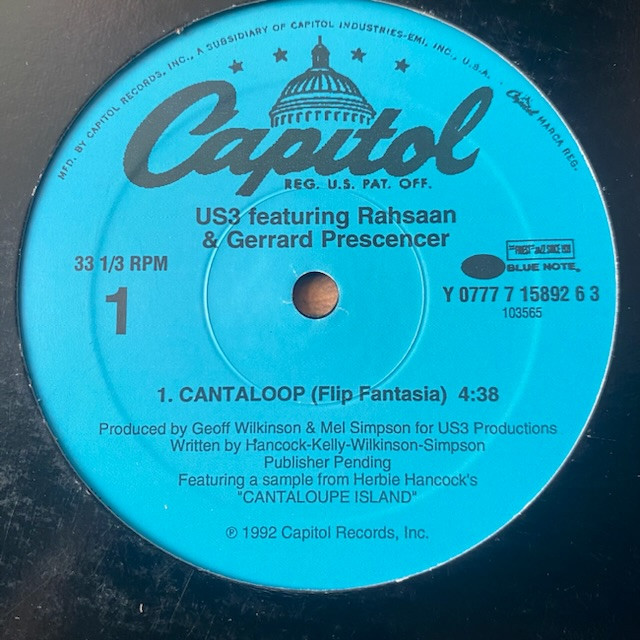 MFD. BY CAPITOL RECORDS, INC., A SUBSIDIARY OF CAPITOL INDUSTRIES-EMI, INC., U.S.A.
Capitol MARCA REG.
Capitol
REG. U.S. PAT. OFF.
US3 featuring Rahsaan
& Gerrard Prescencer
33 1/3 RPM
1
BLUE NOTE
Y 0777 7 15892 6 3
103565
1. CANTALOOP (Flip Fantasia) 4:38
Produced by Geoff Wilkinson & Mel Simpson for US3 Productions
Written by Hancock-Kelly-Wilkinson-Simpson
Publisher Pending
Featuring a sample from Herbie Hancock's
"CANTALOUPE ISLAND"
℗ 1992 Capitol Records, Inc.